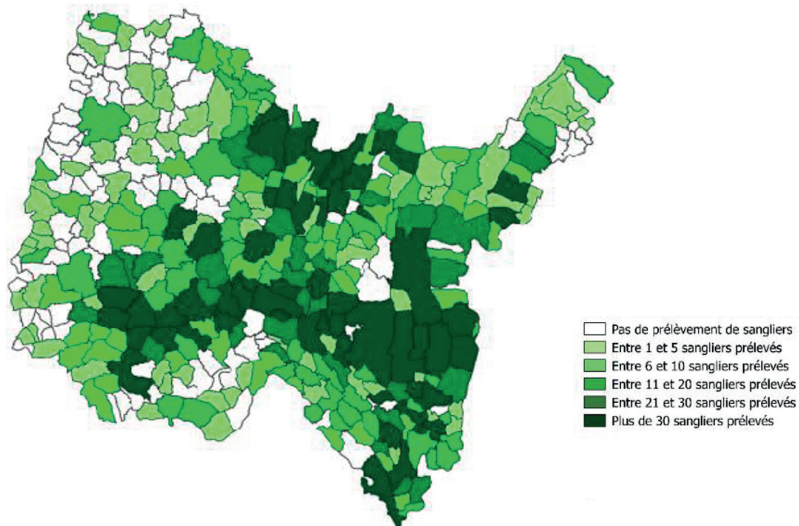 Pas de prélèvement de sangliers
Entre 1 et 5 sangliers prélevés
Entre 6 et 10 sangliers prélevés
Entre 11 et 20 sangliers prélevés
Entre 21 et 30 sangliers prélevés
Plus de 30 sangliers prélevés